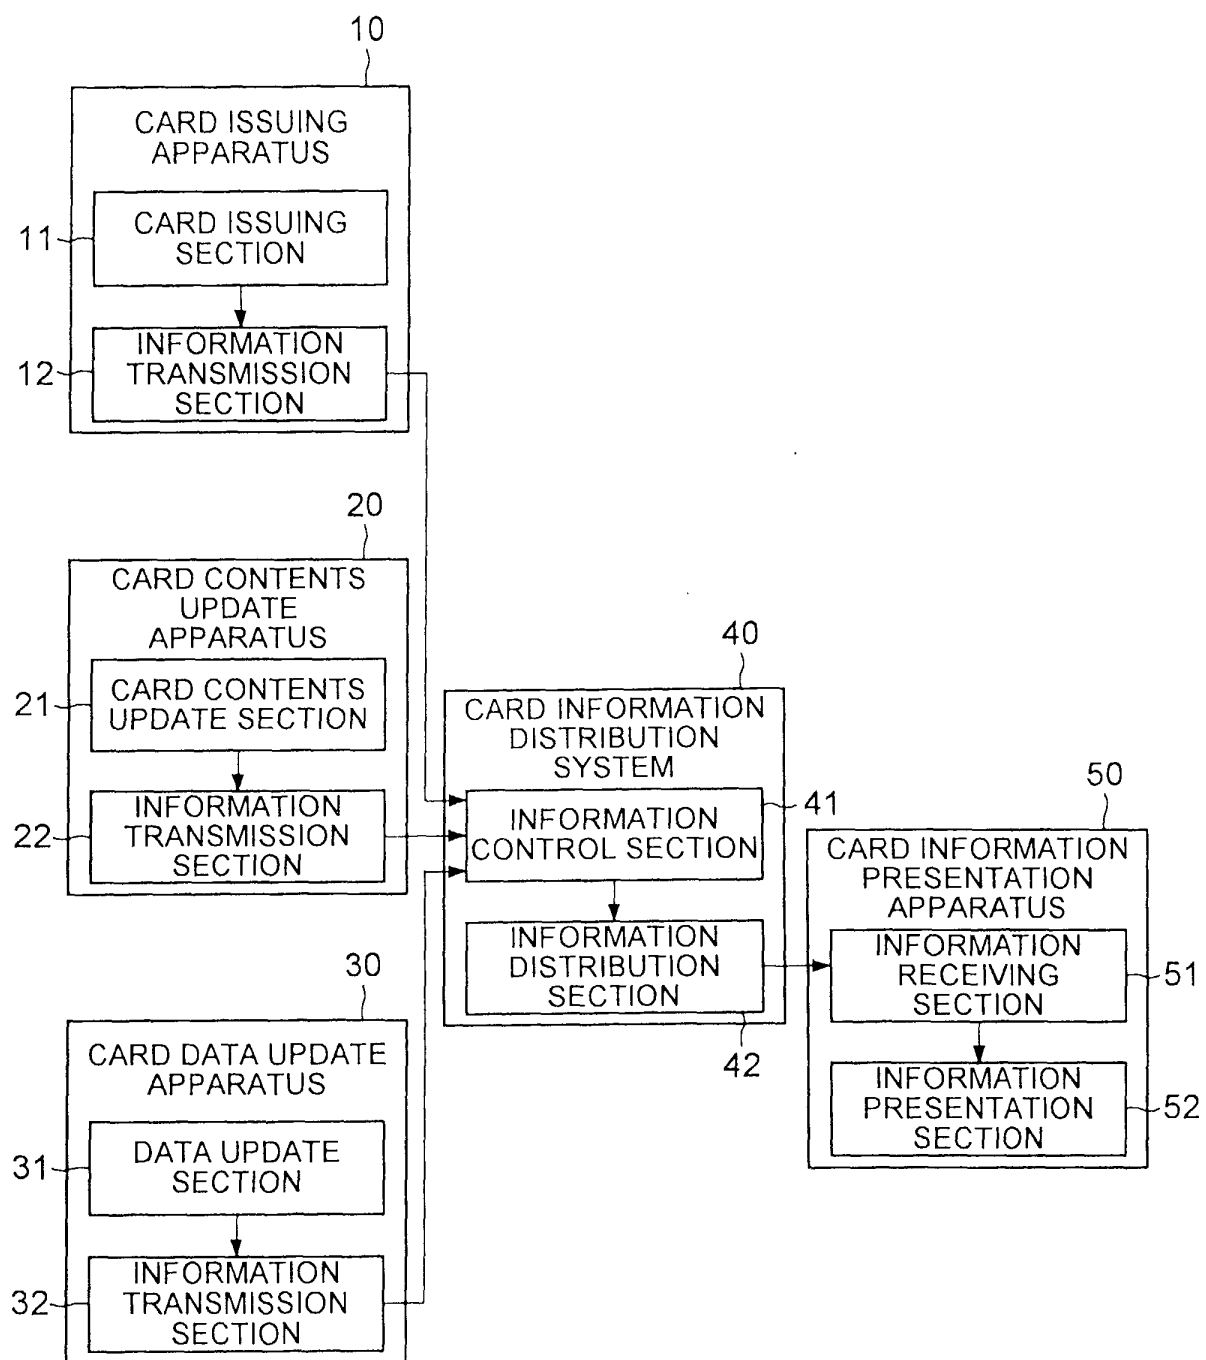 10
CARD ISSUING
APPARATUS
11
CARD ISSUING
SECTION
12
INFORMATION
TRANSMISSION
SECTION
20
CARD CONTENTS
UPDATE
APPARATUS
21
CARD CONTENTS
UPDATE SECTION
22
INFORMATION
TRANSMISSION
SECTION
30
CARD DATA UPDATE
APPARATUS
31
DATA UPDATE
SECTION
32
INFORMATION
TRANSMISSION
SECTION
40
CARD INFORMATION
DISTRIBUTION
SYSTEM
41
INFORMATION
CONTROL SECTION
INFORMATION
DISTRIBUTION
SECTION
42
50
CARD INFORMATION
PRESENTATION
APPARATUS
INFORMATION
RECEIVING
SECTION
51
INFORMATION
PRESENTATION
SECTION
52